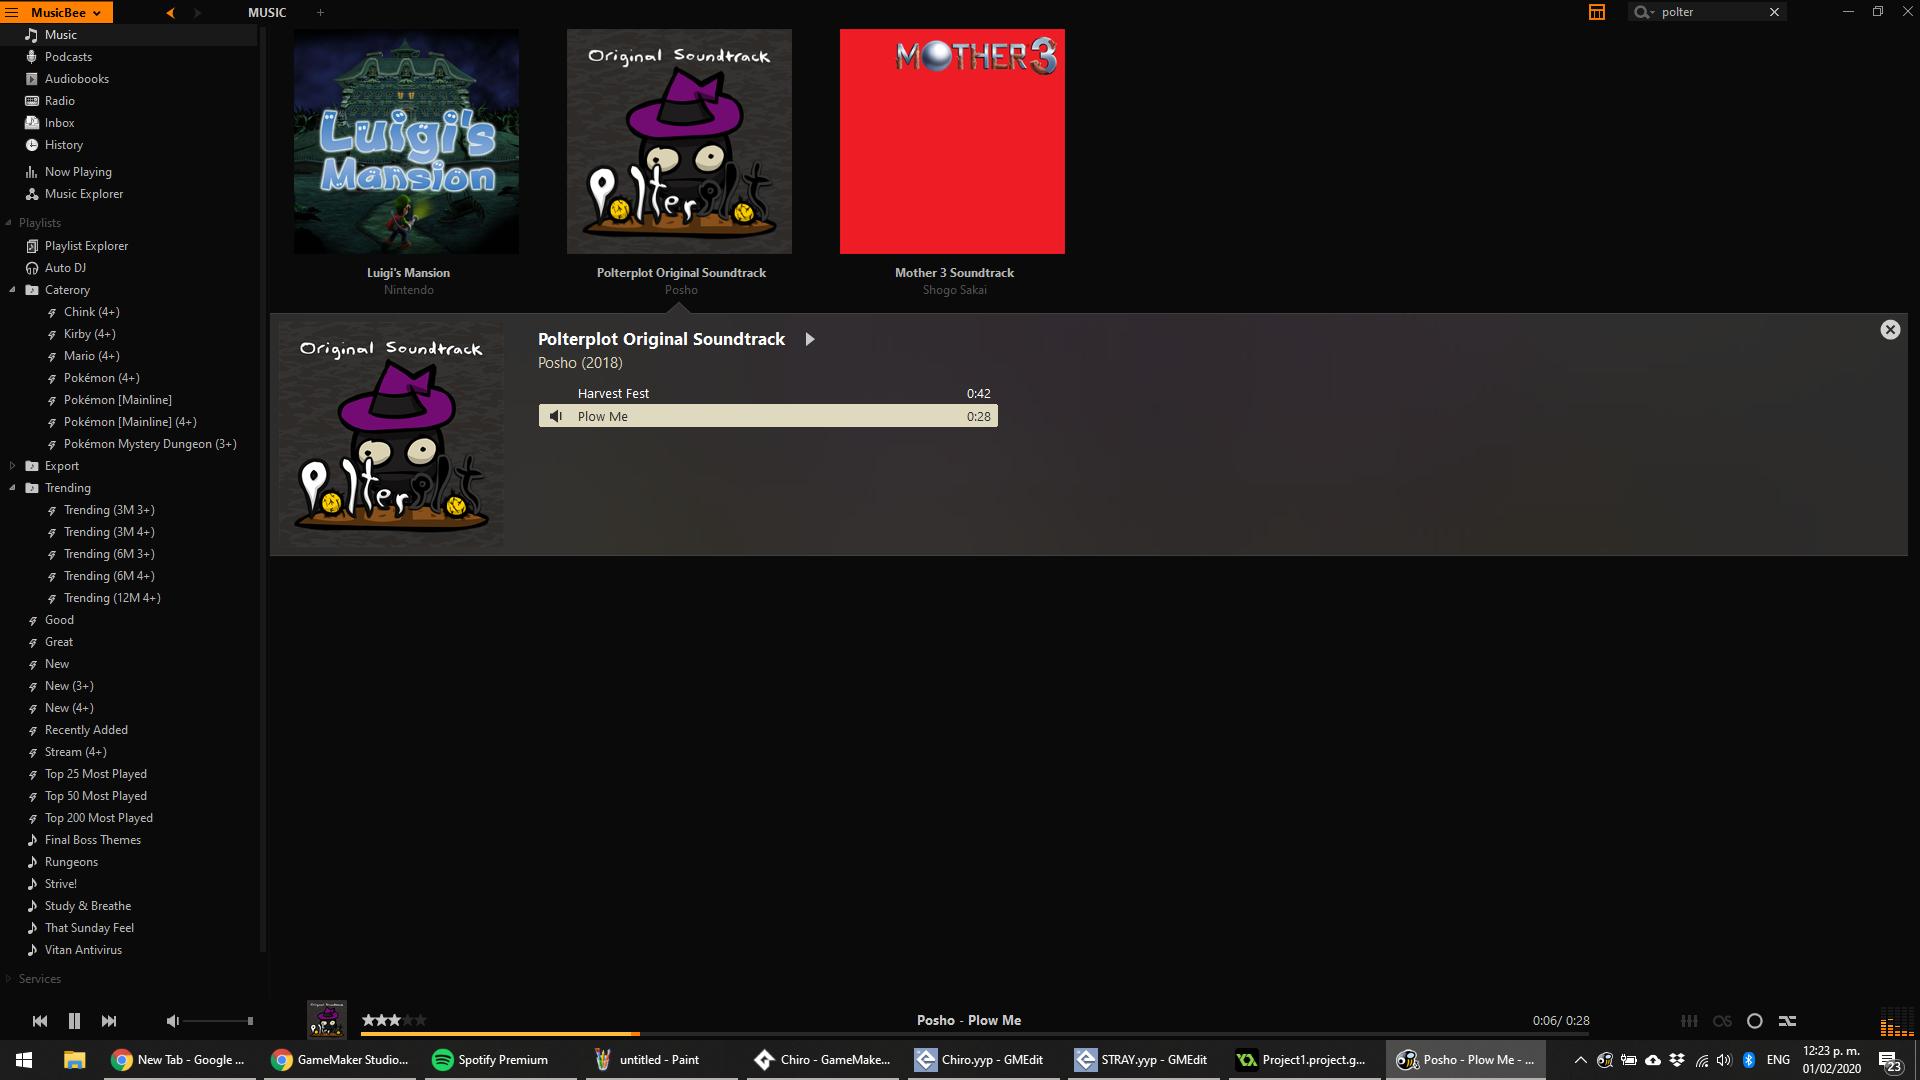 MusicBee
MUSIC
+
polter
Music
Podcasts
Audiobooks
Radio
Inbox
History
Now Playing
Music Explorer
Playlists
Playlist Explorer
Auto DJ
Caterory
Chink (4+)
Kirby (4+)
Mario (4+)
Pokémon (4+)
Pokémon [Mainline]
Pokémon [Mainline] (4+)
Pokémon Mystery Dungeon (3+)
Export
Trending
Trending (3M 3+)
Trending (3M 4+)
Trending (6M 3+)
Trending (6M 4+)
Trending (12M 4+)
Good
Great
New
New (3+)
New (4+)
Recently Added
Stream (4+)
Top 25 Most Played
Top 50 Most Played
Top 200 Most Played
Final Boss Themes
Rungeons
Strive!
Study & Breathe
That Sunday Feel
Vitan Antivirus
Services
Luigi's
Mansion
Luigi's Mansion
Nintendo
Original Soundtrack
Polterplot
Polterplot Original Soundtrack
Posho
MOTHER 3
Mother 3 Soundtrack
Shogo Sakai
Original Soundtrack
Polterplot
Polterplot Original Soundtrack
Posho (2018)
Harvest Fest 0:42
Plow Me 0:28
Original Soundtrack
Polterplot
Posho - Plow Me
0:06/ 0:28
New Tab - Google ...
GameMaker Studio...
Spotify Premium
untitled - Paint
Chiro - GameMake...
Chiro.yyp - GMEdit
STRAY.yyp - GMEdit
Project1.project.g...
Posho - Plow Me - ...
ENG
12:23 p. m.
01/02/2020
23